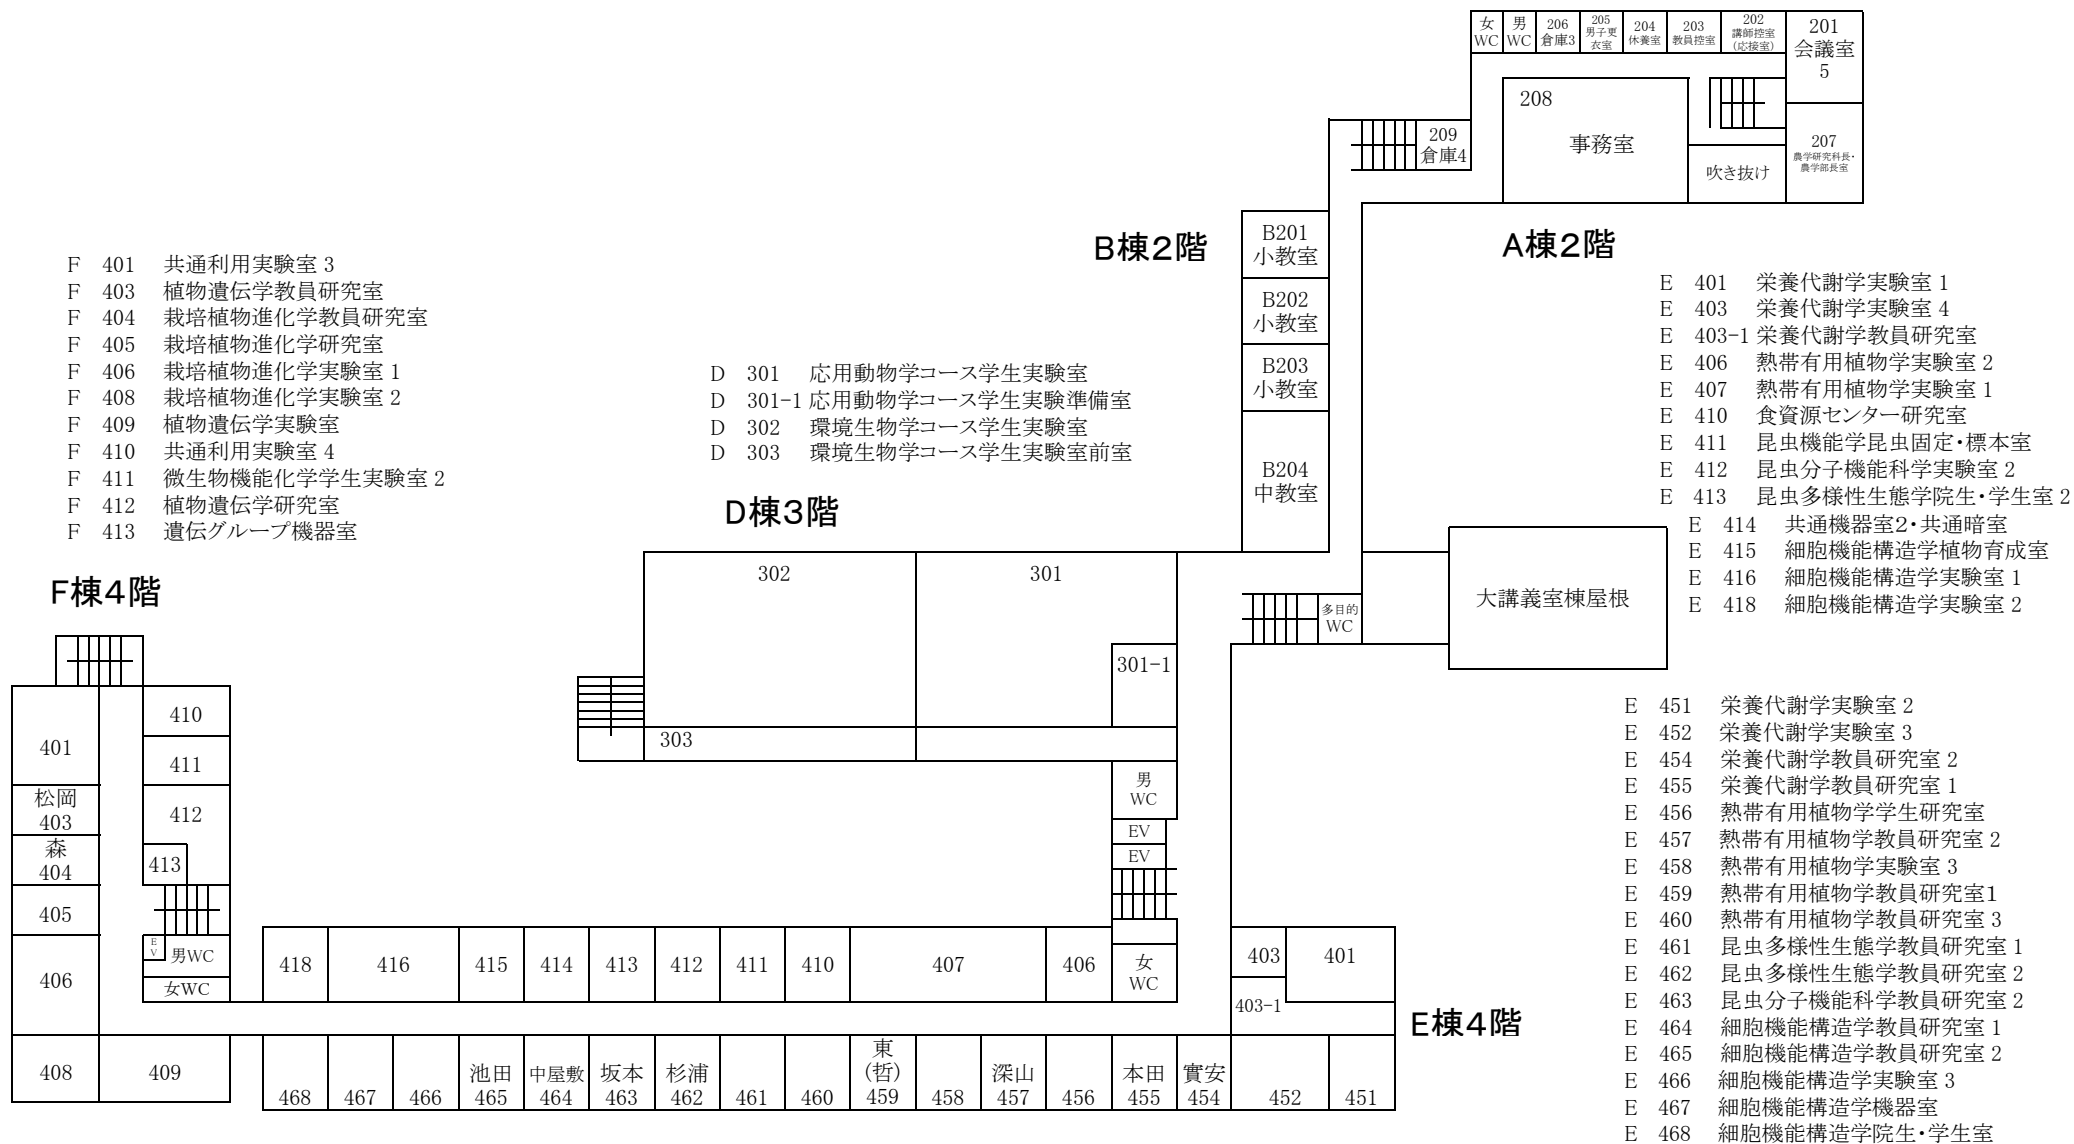 女
WC
男
WC
206
倉庫3
205
男子更
衣室
204
休養室
203
教員控室
202
講師控室
(応接室)
201
会議室
5
208
事務室
209
倉庫4
吹き抜け
207
農学研究科長・
農学部長室
A棟2階
B棟2階
B201
小教室
B202
小教室
B203
小教室
B204
中教室
多目的
WC
大講義室棟屋根
F 401 共通利用実験室 3
F 403 植物遺伝学教員研究室
F 404 栽培植物進化学教員研究室
F 405 栽培植物進化学研究室
F 406 栽培植物進化学実験室 1
F 408 栽培植物進化学実験室 2
F 409 植物遺伝学実験室
F 410 共通利用実験室 4
F 411 微生物機能化学学生実験室 2
F 412 植物遺伝学研究室
F 413 遺伝グループ機器室
F棟4階
D 301 応用動物学コース学生実験室
D 301-1 応用動物学コース学生実験準備室
D 302 環境生物学コース学生実験室
D 303 環境生物学コース学生実験室前室
D棟3階
E 401 栄養代謝学実験室 1
E 403 栄養代謝学実験室 4
E 403-1 栄養代謝学教員研究室
E 406 熱帯有用植物学実験室 2
E 407 熱帯有用植物学実験室 1
E 410 食資源センター研究室
E 411 昆虫機能学昆虫固定・標本室
E 412 昆虫分子機能科学実験室 2
E 413 昆虫多様性生態学院生・学生室 2
E 414 共通機器室2・共通暗室
E 415 細胞機能構造学植物育成室
E 416 細胞機能構造学実験室 1
E 418 細胞機能構造学実験室 2
302
301
301-1
303
男
WC
EV
EV
女
WC
401
松岡
403
森
404
405
406
408
409
410
411
412
413
E
V
男WC
女WC
418
416
415
414
413
412
411
410
407
406
403
401
403-1
E棟4階
468
467
466
池田
465
中屋敷
464
坂本
463
杉浦
462
461
460
東
(哲)
459
458
深山
457
456
本田
455
實安
454
452
451
E 451 栄養代謝学実験室 2
E 452 栄養代謝学実験室 3
E 454 栄養代謝学教員研究室 2
E 455 栄養代謝学教員研究室 1
E 456 熱帯有用植物学学生研究室
E 457 熱帯有用植物学教員研究室 2
E 458 熱帯有用植物学実験室 3
E 459 熱帯有用植物学教員研究室1
E 460 熱帯有用植物学教員研究室 3
E 461 昆虫多様性生態学教員研究室 1
E 462 昆虫多様性生態学教員研究室 2
E 463 昆虫分子機能科学教員研究室 2
E 464 細胞機能構造学教員研究室 1
E 465 細胞機能構造学教員研究室 2
E 466 細胞機能構造学実験室 3
E 467 細胞機能構造学機器室
E 468 細胞機能構造学院生・学生室